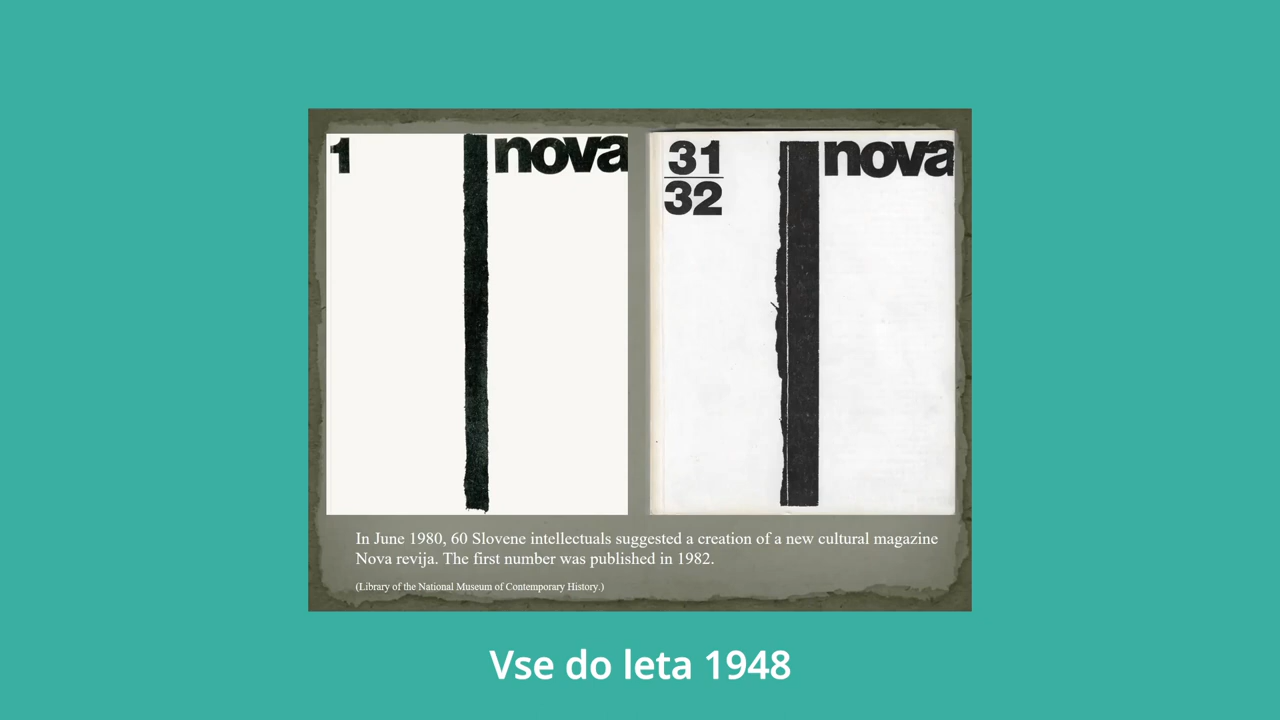 1
nova
31
32
nova
In June 1980, 60 Slovene intellectuals suggested a creation of a new cultural magazine
Nova revija. The first number was published in 1982.
(Library of the National Museum of Contemporary History.)
Vse do leta 1948